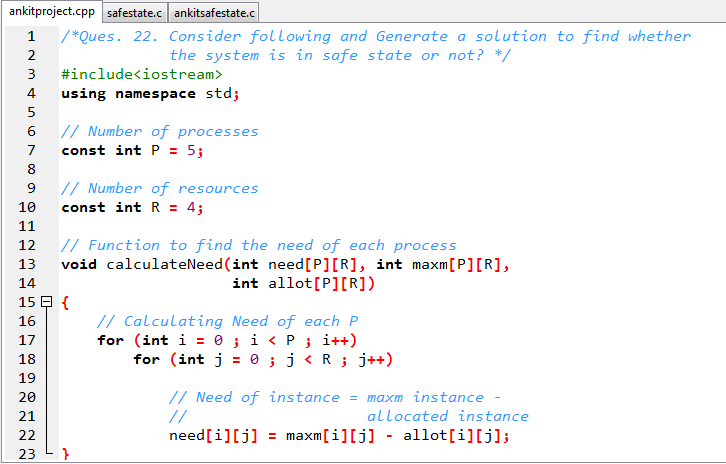 ankitproject.cpp safestate.c ankitsafestate.c
1 /*Ques. 22. Consider following and Generate a solution to find whether
2 the system is in safe state or not? */
3 #include<iostream>
4 using namespace std;
5
6 // Number of processes
7 const int P = 5;
8
9 // Number of resources
10 const int R = 4;
11
12 // Function to find the need of each process
13 void calculateNeed(int need[P][R], int maxm[P][R],
14 int allot[P][R])
15 {
16 // Calculating Need of each P
17 for (int i = 0 ; i < P ; i++)
18 for (int j = 0 ; j < R ; j++)
19
20 // Need of instance = maxm instance -
21 // allocated instance
22 need[i][j] = maxm[i][j] - allot[i][j];
23 }